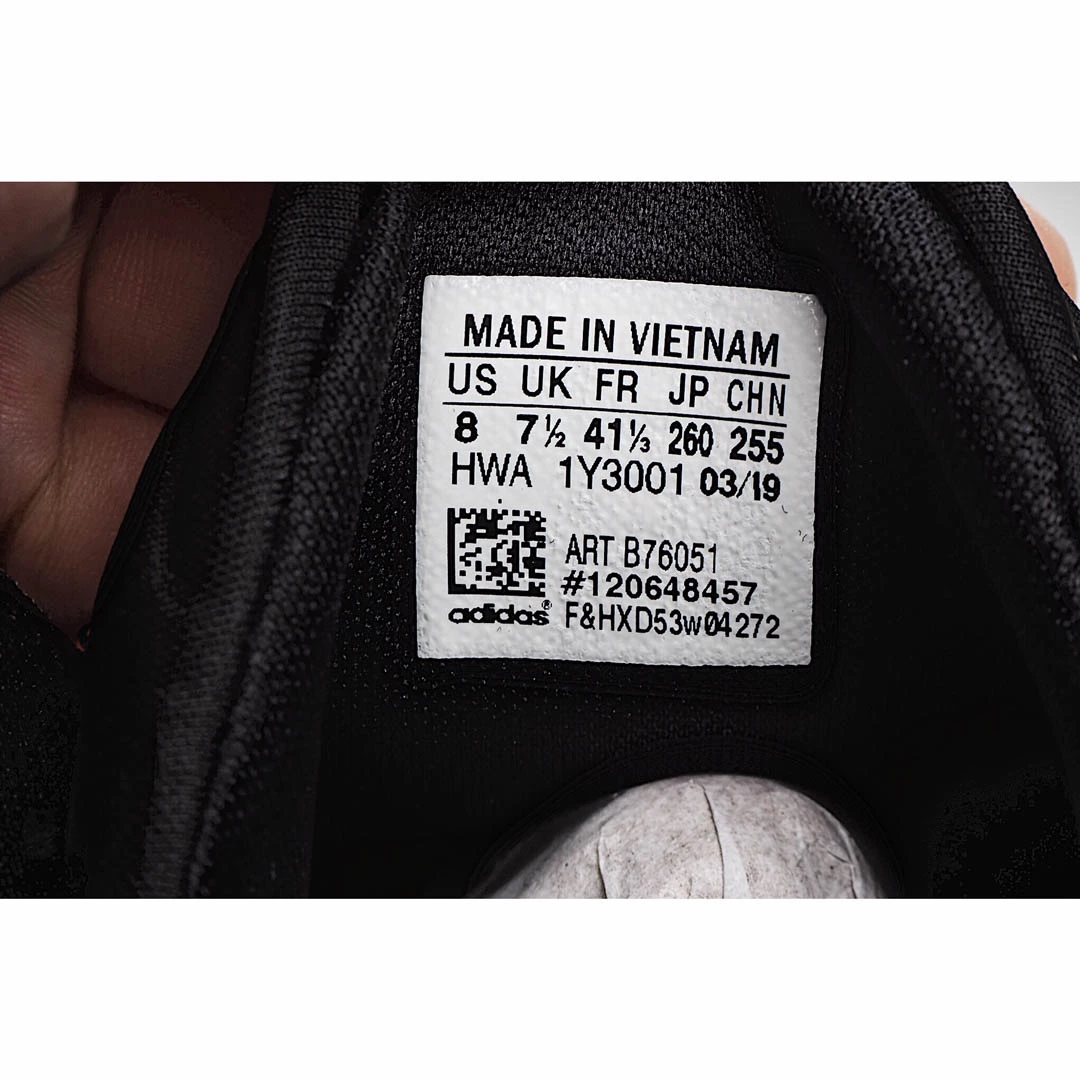 MADE IN VIETNAM
US UK FR JP CHN
8 7½ 41⅓ 260 255
HWA 1Y3001 03/19
ART B76051
#120648457
adidas® F&HXD53w04272